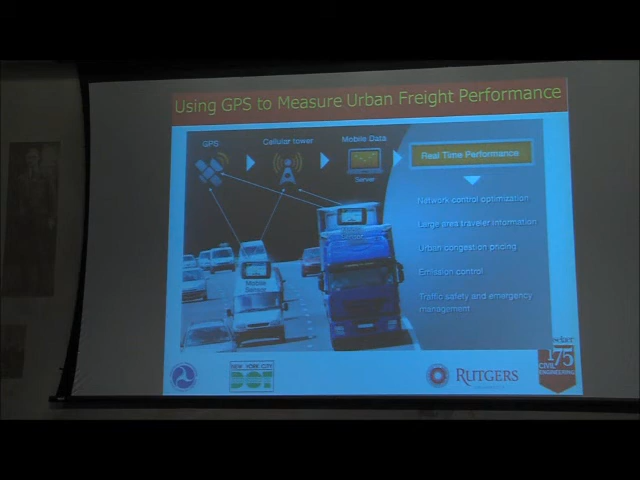 Using GPS to Measure Urban Freight Performance
GPS
Cellular tower
Mobile Data
Server
Real Time Performance
Network control optimization
Large area traveler information
Urban congestion pricing
Emission control
Traffic safety and emergency
management
Mobile
Sensor
NEW YORK CITY
DOT
RUTGERS
175
CIVIL
ENGINEERING